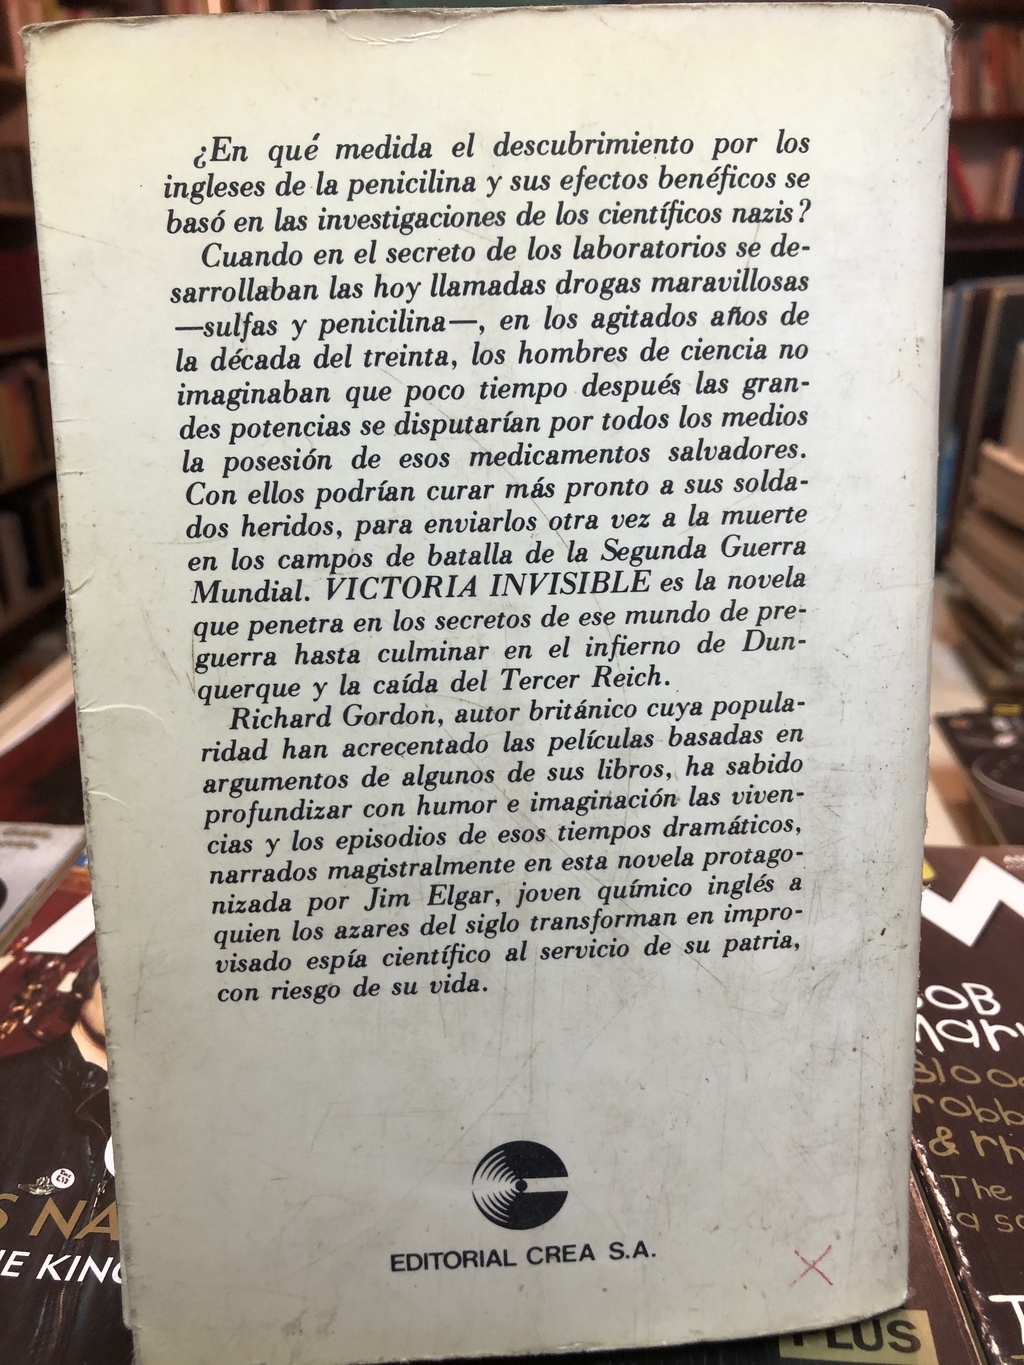 ¿En qué medida el descubrimiento por los
ingleses de la penicilina y sus efectos benéficos se
basó en las investigaciones de los científicos nazis?
Cuando en el secreto de los laboratorios se de-
sarrollaban las hoy llamadas drogas maravillosas
—sulfas y penicilina—, en los agitados años de
la década del treinta, los hombres de ciencia no
imaginaban que poco tiempo después las gran-
des potencias se disputarían por todos los medios
la posesión de esos medicamentos salvadores.
Con ellos podrían curar más pronto a sus solda-
dos heridos, para enviarlos otra vez a la muerte
en los campos de batalla de la Segunda Guerra
Mundial. VICTORIA INVISIBLE es la novela
que penetra en los secretos de ese mundo de pre-
guerra hasta culminar en el infierno de Dun-
querque y la caída del Tercer Reich.
Richard Gordon, autor británico cuya popula-
ridad han acrecentado las películas basadas en
argumentos de algunos de sus libros, ha sabido
profundizar con humor e imaginación las viven-
cias y los episodios de esos tiempos dramáticos,
narrados magistralmente en esta novela protago-
nizada por Jim Elgar, joven químico inglés a
quien los azares del siglo transforman en impro-
visado espía científico al servicio de su patria,
con riesgo de su vida.
EDITORIAL CREA S.A.
NA
KING
The
&
PLUS